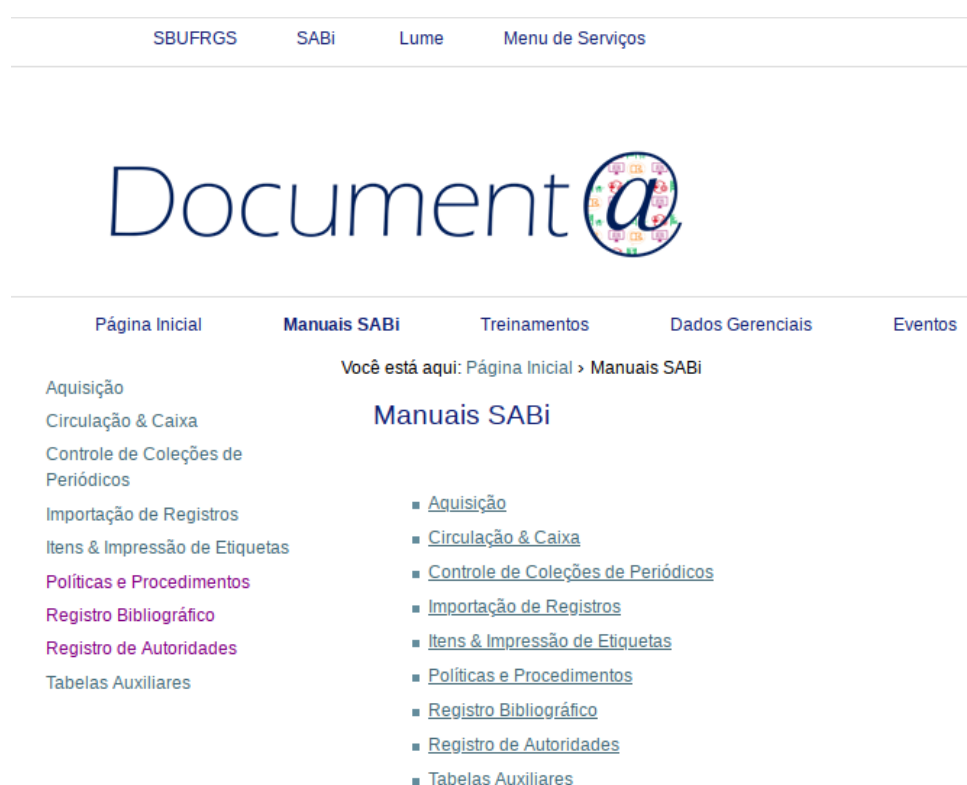 SBUFRGS SABi Lume Menu de Serviços
Document@
Página Inicial Manuais SABi Treinamentos Dados Gerenciais Eventos
Você está aqui: Página Inicial › Manuais SABi
Aquisição
Circulação & Caixa
Controle de Coleções de
Periódicos
Importação de Registros
Itens & Impressão de Etiquetas
Políticas e Procedimentos
Registro Bibliográfico
Registro de Autoridades
Tabelas Auxiliares
Manuais SABi
Aquisição
Circulação & Caixa
Controle de Coleções de Periódicos
Importação de Registros
Itens & Impressão de Etiquetas
Políticas e Procedimentos
Registro Bibliográfico
Registro de Autoridades
Tabelas Auxiliares